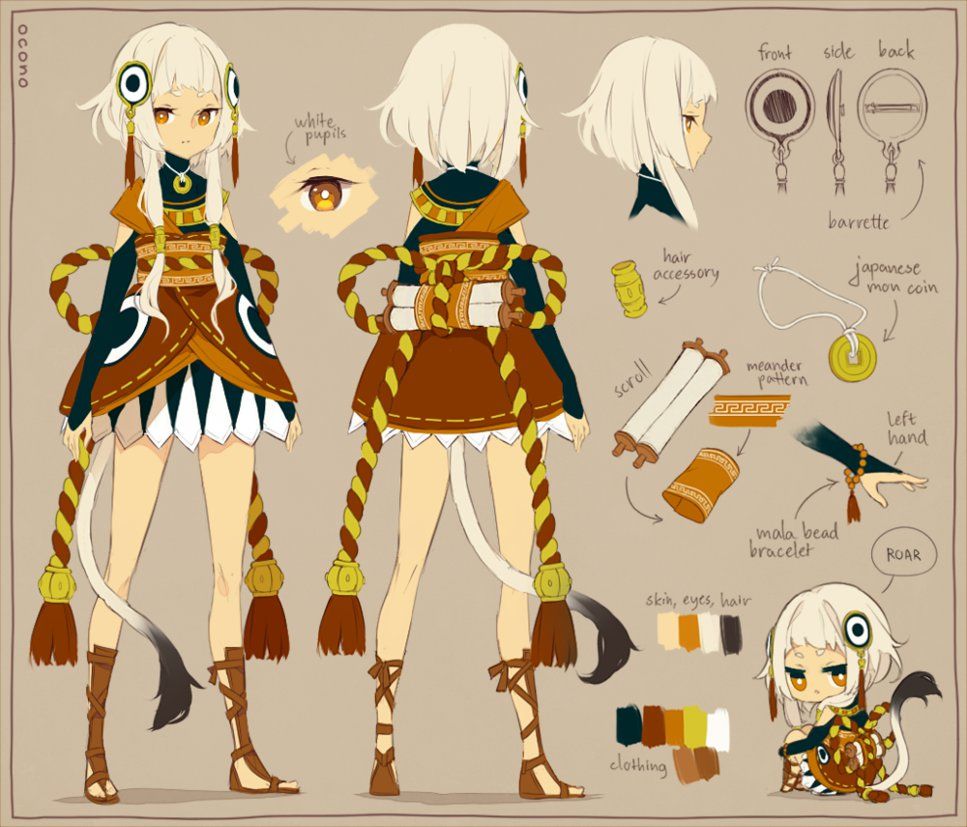 ocono
front side back
white
pupils
barrette
hair
accessory
japanese
mon coin
scroll
meander
pattern
left
hand
mala bead
bracelet
ROAR
skin, eyes, hair
clothing